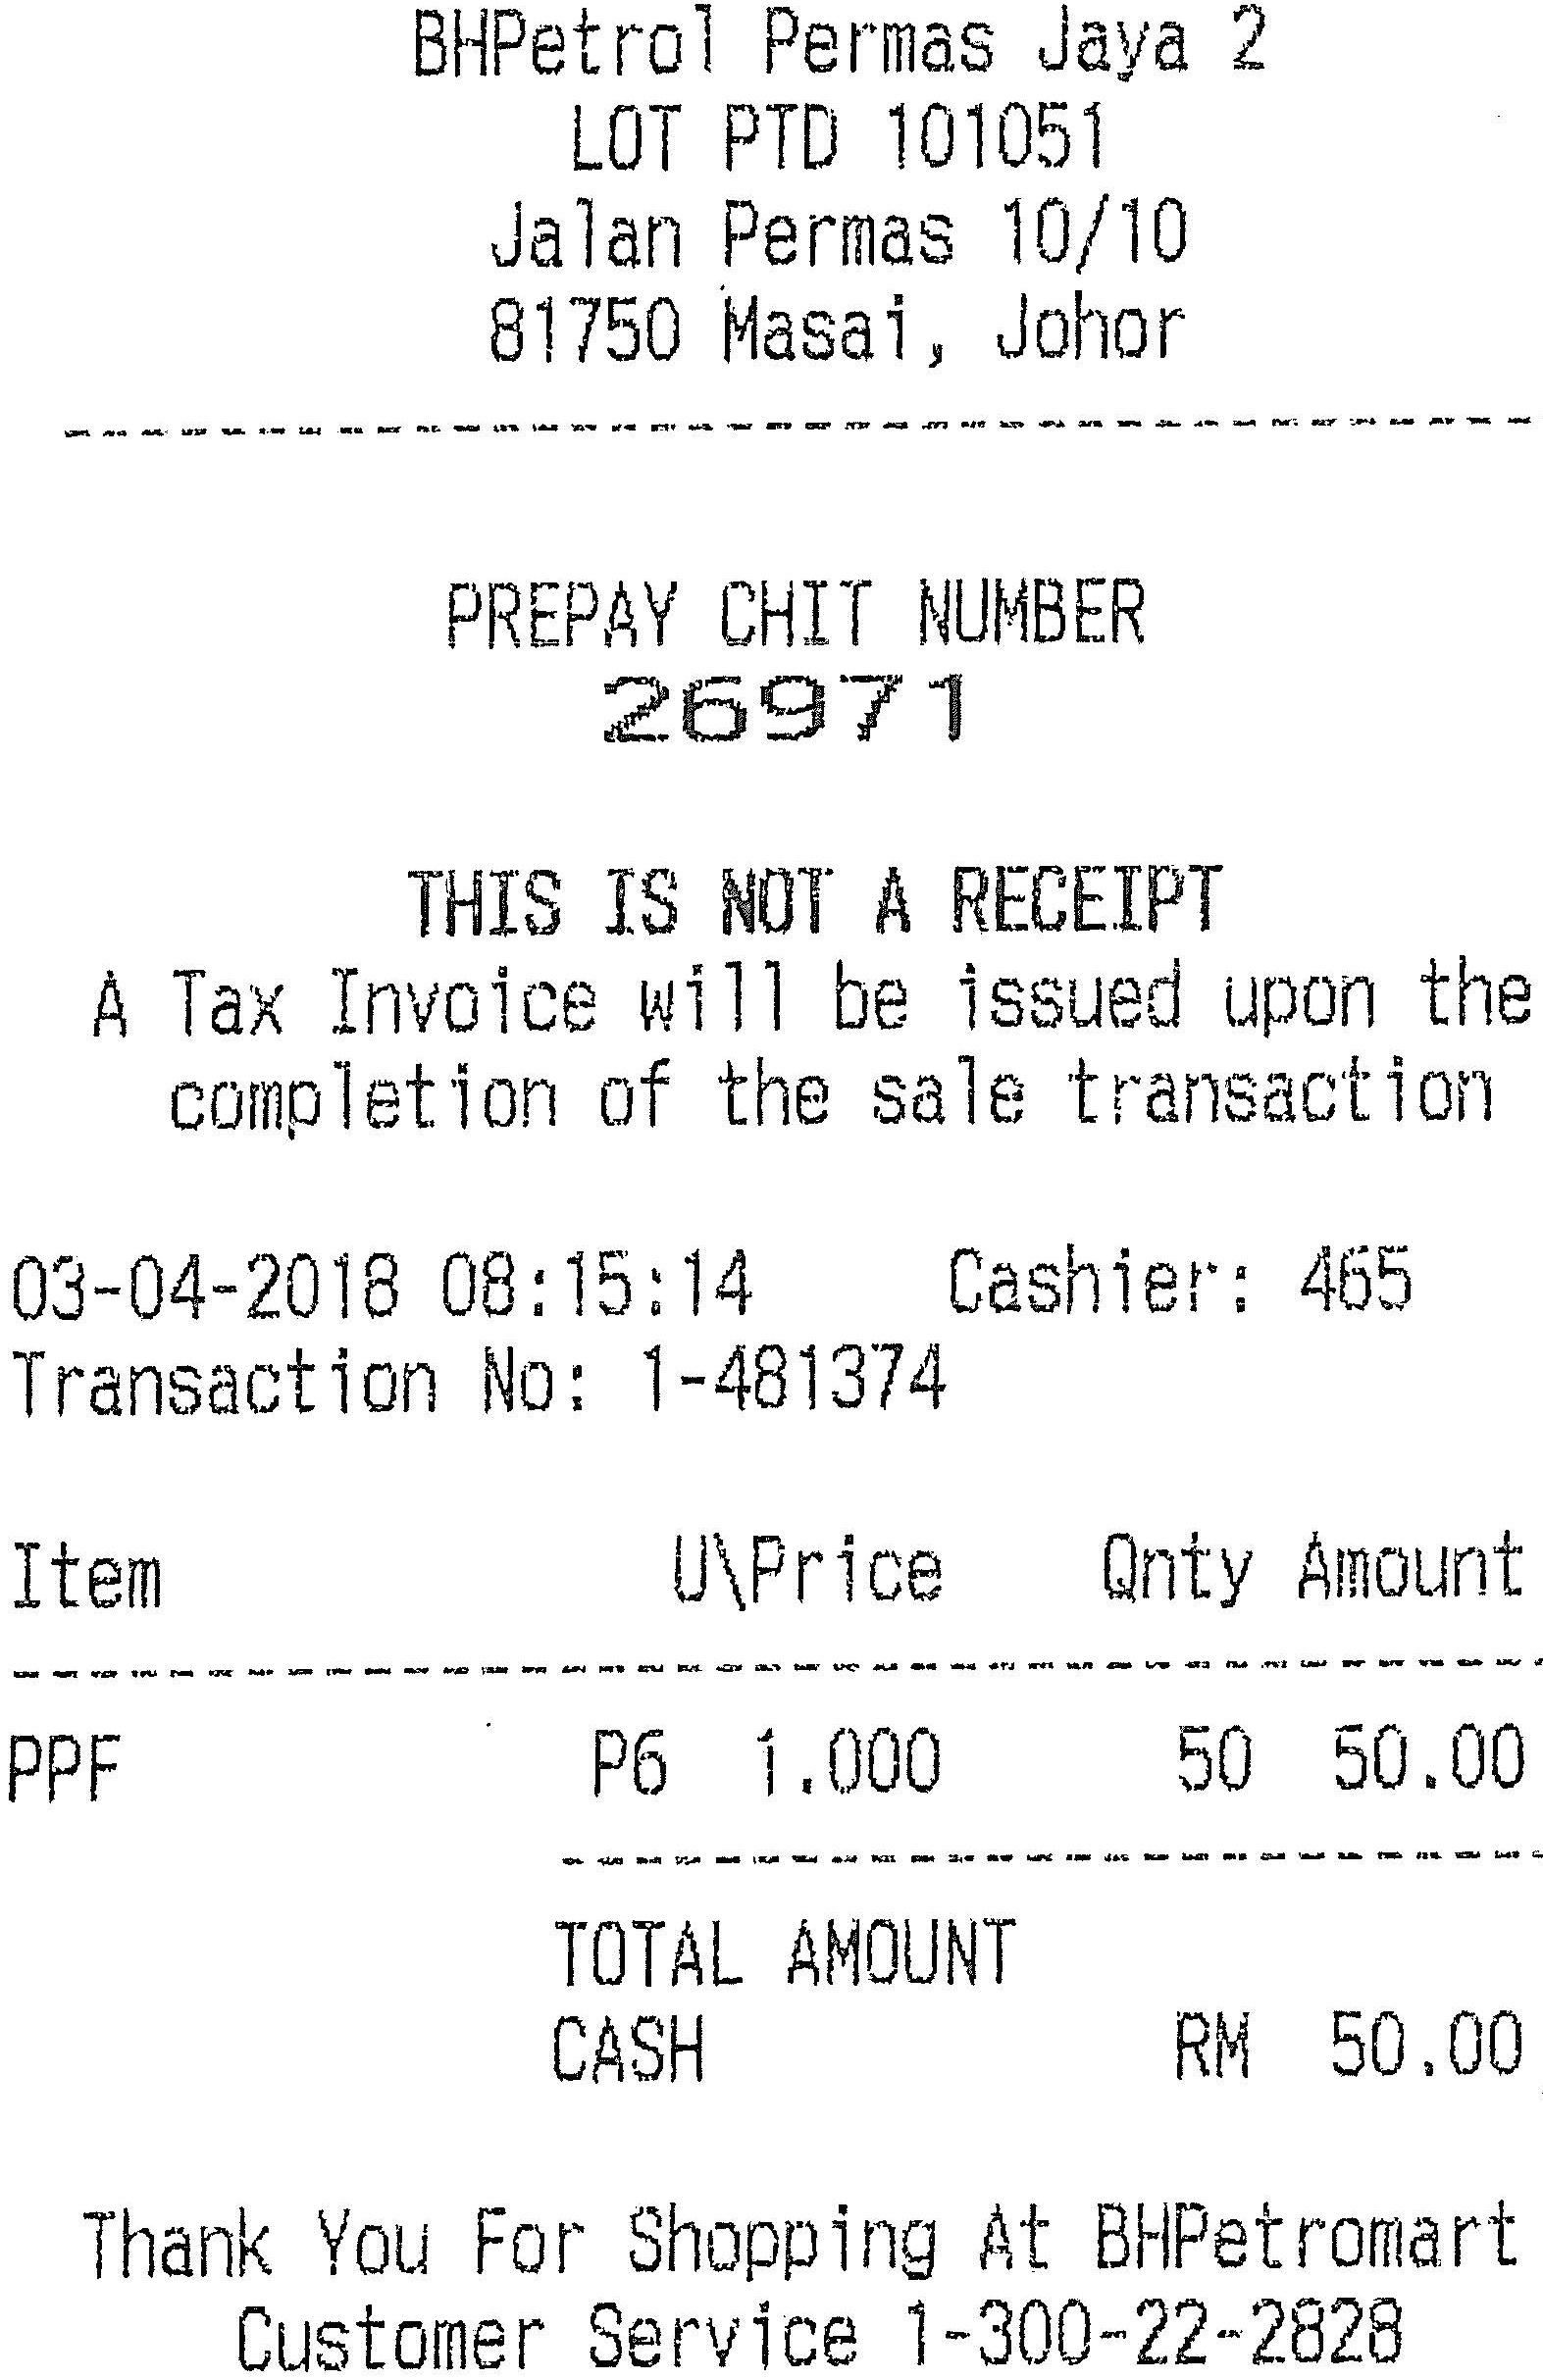 BHPetrol Permas Jaya 2
LOT PTD 101051
Jalan Permas 10/10
81750 Masai, Johor
--------------------------------------
PREPAY CHIT NUMBER
26971
THIS IS NOT A RECEIPT
A Tax Invoice will be issued upon the
completion of the sale transaction
03-04-2018 08:15:14 Cashier: 465
Transaction No: 1-481374
Item U\Price Qnty Amount
---------------------------------------
PPF P6 1.000 50 50.00
-------------------------
TOTAL AMOUNT
CASH RM 50.00
Thank You For Shopping At BHPetromart
Customer Service 1-300-22-2828